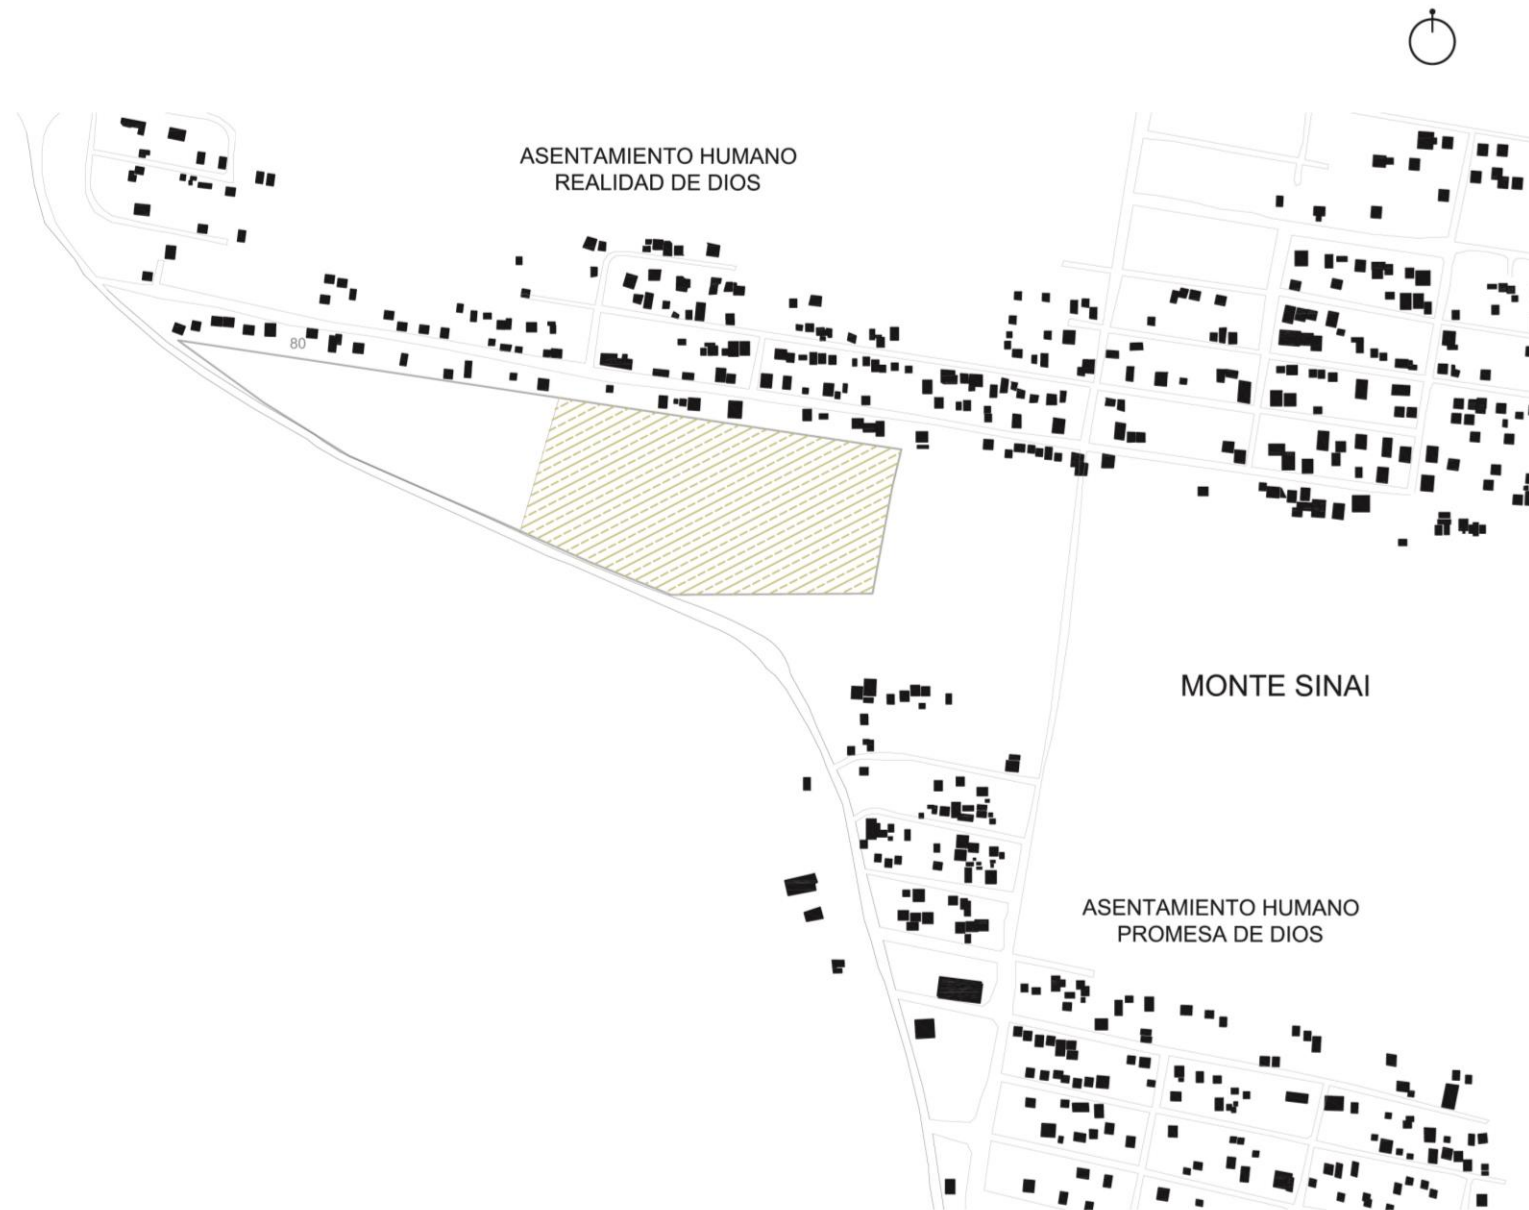 ASENTAMIENTO HUMANO
REALIDAD DE DIOS
80
MONTE SINAI
ASENTAMIENTO HUMANO
PROMESA DE DIOS